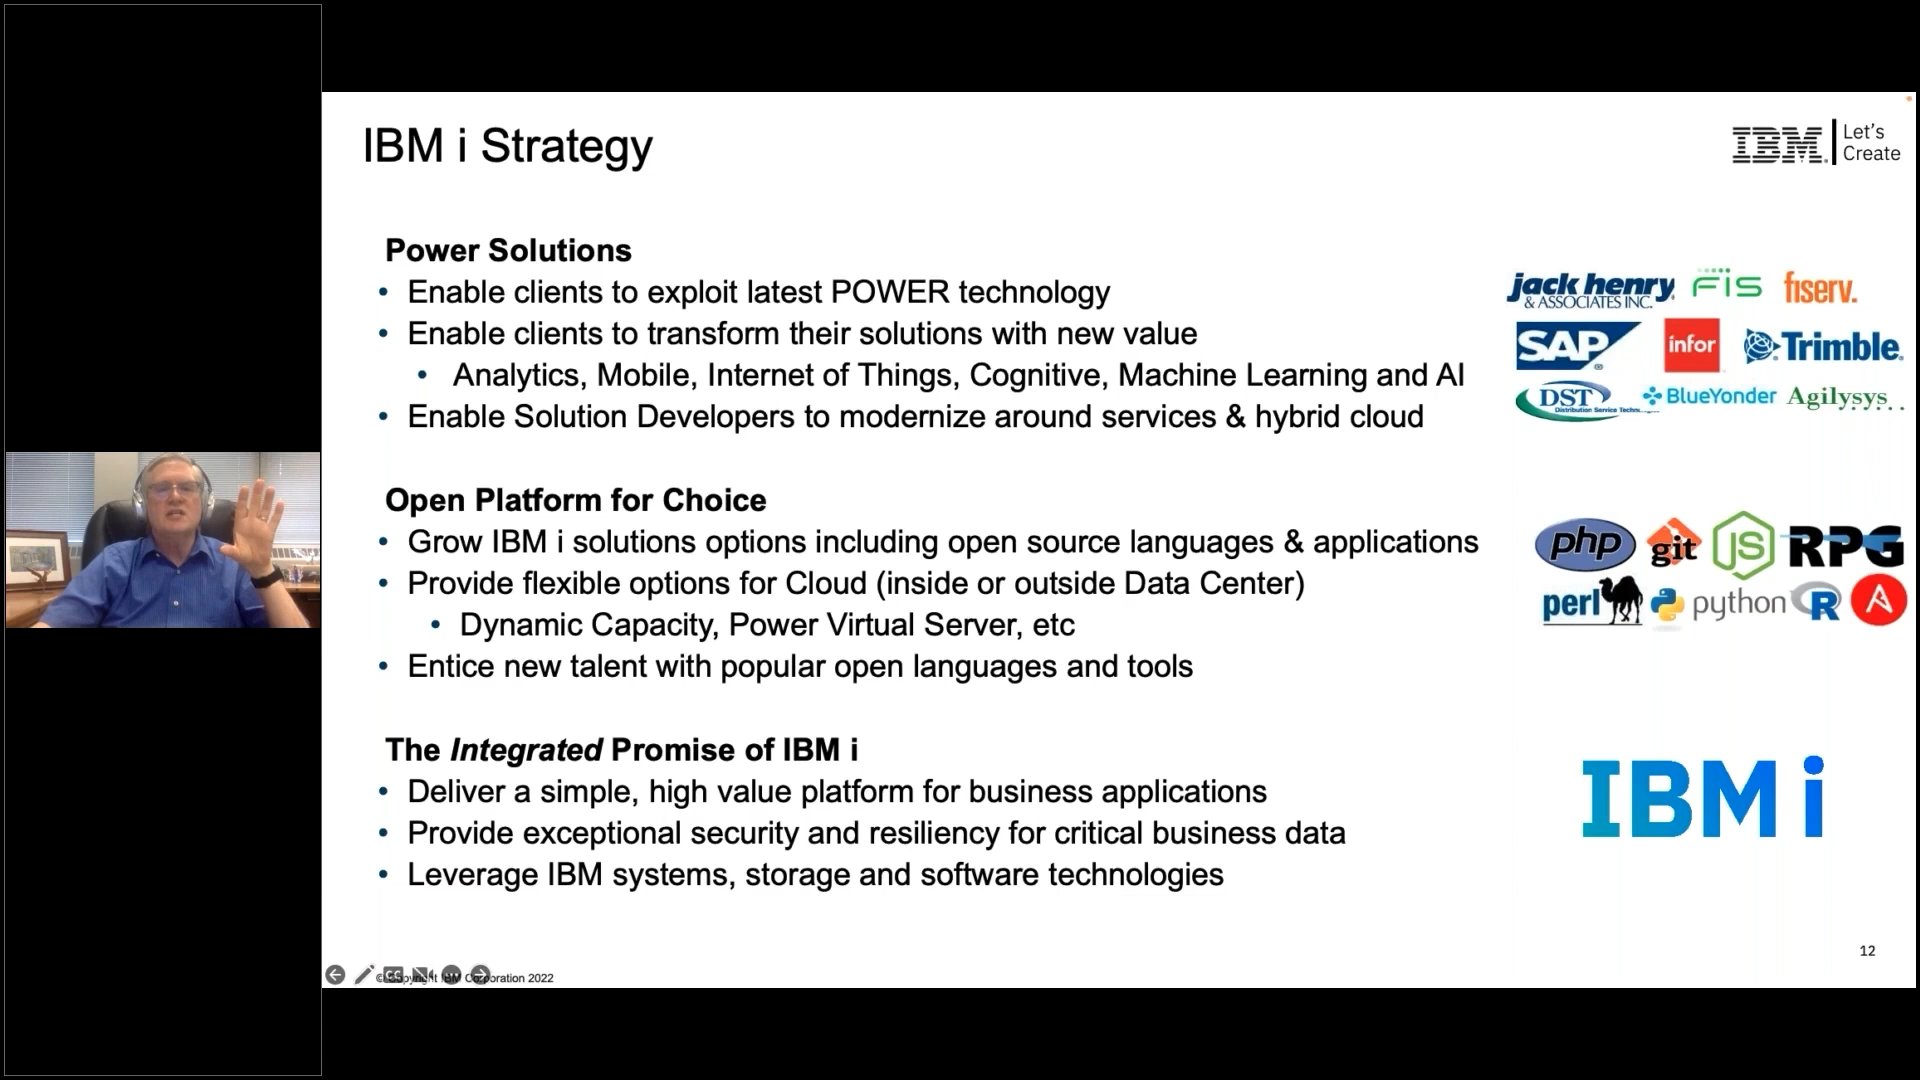 IBM i Strategy
IBM. Let's
Create
Power Solutions
• Enable clients to exploit latest POWER technology
• Enable clients to transform their solutions with new value
• Analytics, Mobile, Internet of Things, Cognitive, Machine Learning and AI
• Enable Solution Developers to modernize around services & hybrid cloud
jack henry FIS fiserv.
& ASSOCIATES INC.
SAP infor Trimble
DST BlueYonder Agilysys
Distribution Service
Open Platform for Choice
• Grow IBM i solutions options including open source languages & applications
• Provide flexible options for Cloud (inside or outside Data Center)
• Dynamic Capacity, Power Virtual Server, etc
• Entice new talent with popular open languages and tools
php git JS RPG
perl python R A
The Integrated Promise of IBM i
• Deliver a simple, high value platform for business applications
• Provide exceptional security and resiliency for critical business data
• Leverage IBM systems, storage and software technologies
IBM i
12
CC
© Copyright IBM Corporation 2022